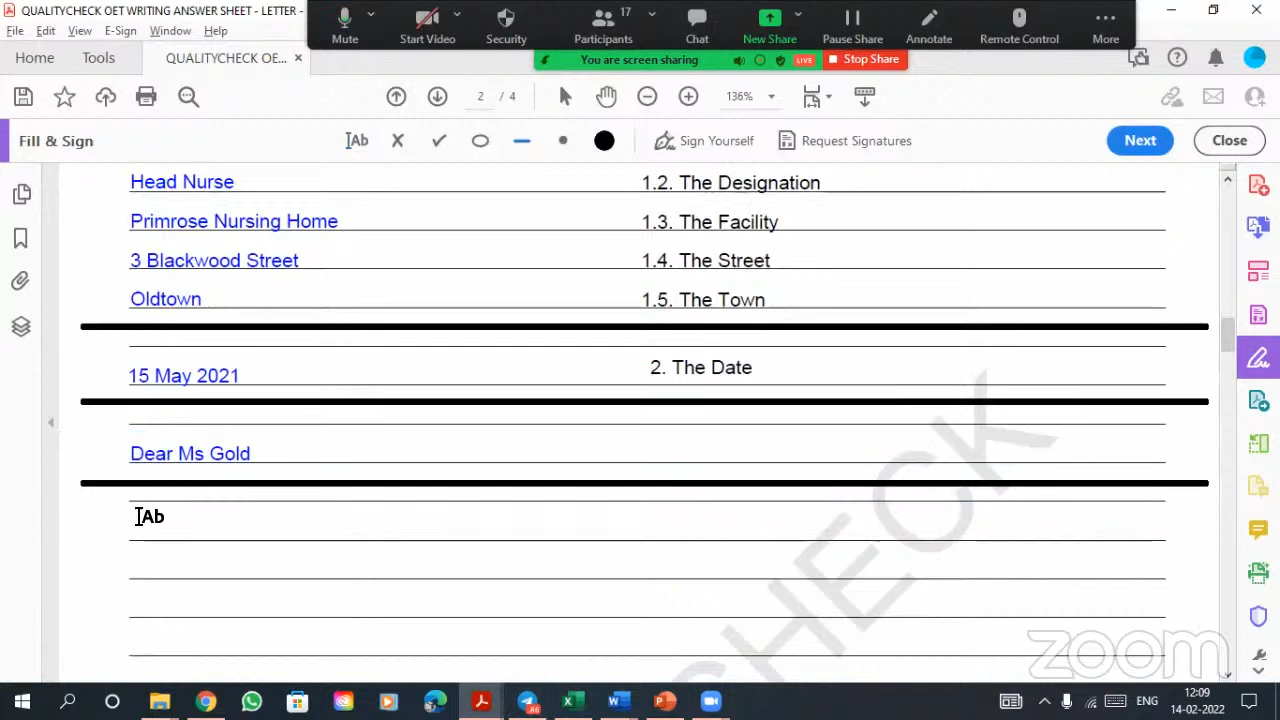 QUALITYCHECK OET WRITING ANSWER SHEET - LETTER -
File Edit View E-Sign Window Help
Mute Start Video Security 17 Participants Chat New Share Pause Share Annotate Remote Control More
You are screen sharing LIVE Stop Share
Home Tools QUALITYCHECK OE... ×
2 / 4 136%
Fill & Sign Ab Sign Yourself Request Signatures Next Close
Head Nurse 1.2. The Designation
Primrose Nursing Home 1.3. The Facility
3 Blackwood Street 1.4. The Street
Oldtown 1.5. The Town
15 May 2021 2. The Date
Dear Ms Gold
Ab
CHECK
zoom
ENG 12:09
14-02-2022